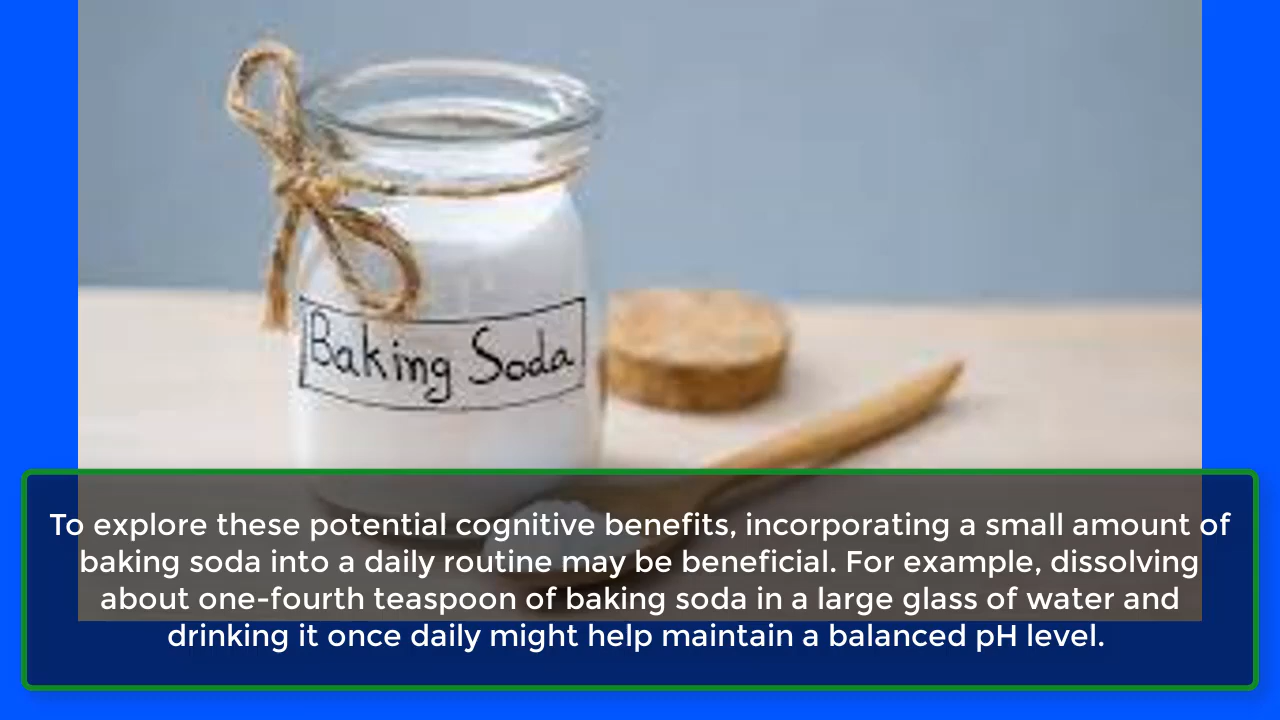 Baking Soda
To explore these potential cognitive benefits, incorporating a small amount of
baking soda into a daily routine may be beneficial. For example, dissolving
about one-fourth teaspoon of baking soda in a large glass of water and
drinking it once daily might help maintain a balanced pH level.